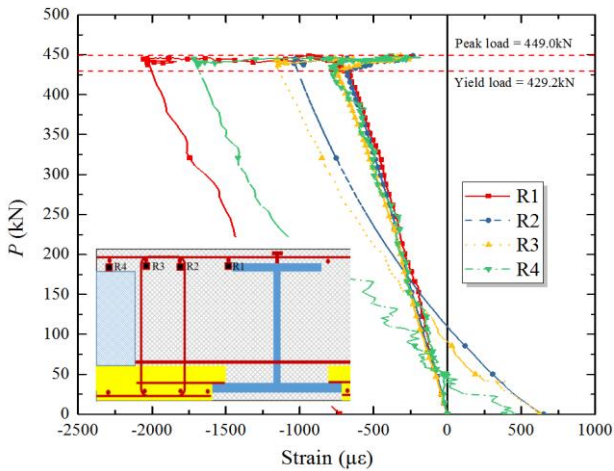 500
450
400
350
300
250
200
150
100
50
0
P (kN)
Peak load = 449.0kN
Yield load = 429.2kN
R1
R2
R3
R4
R4 R3 R2 R1
-2500 -2000 -1500 -1000 -500 0 500 1000
Strain (με)